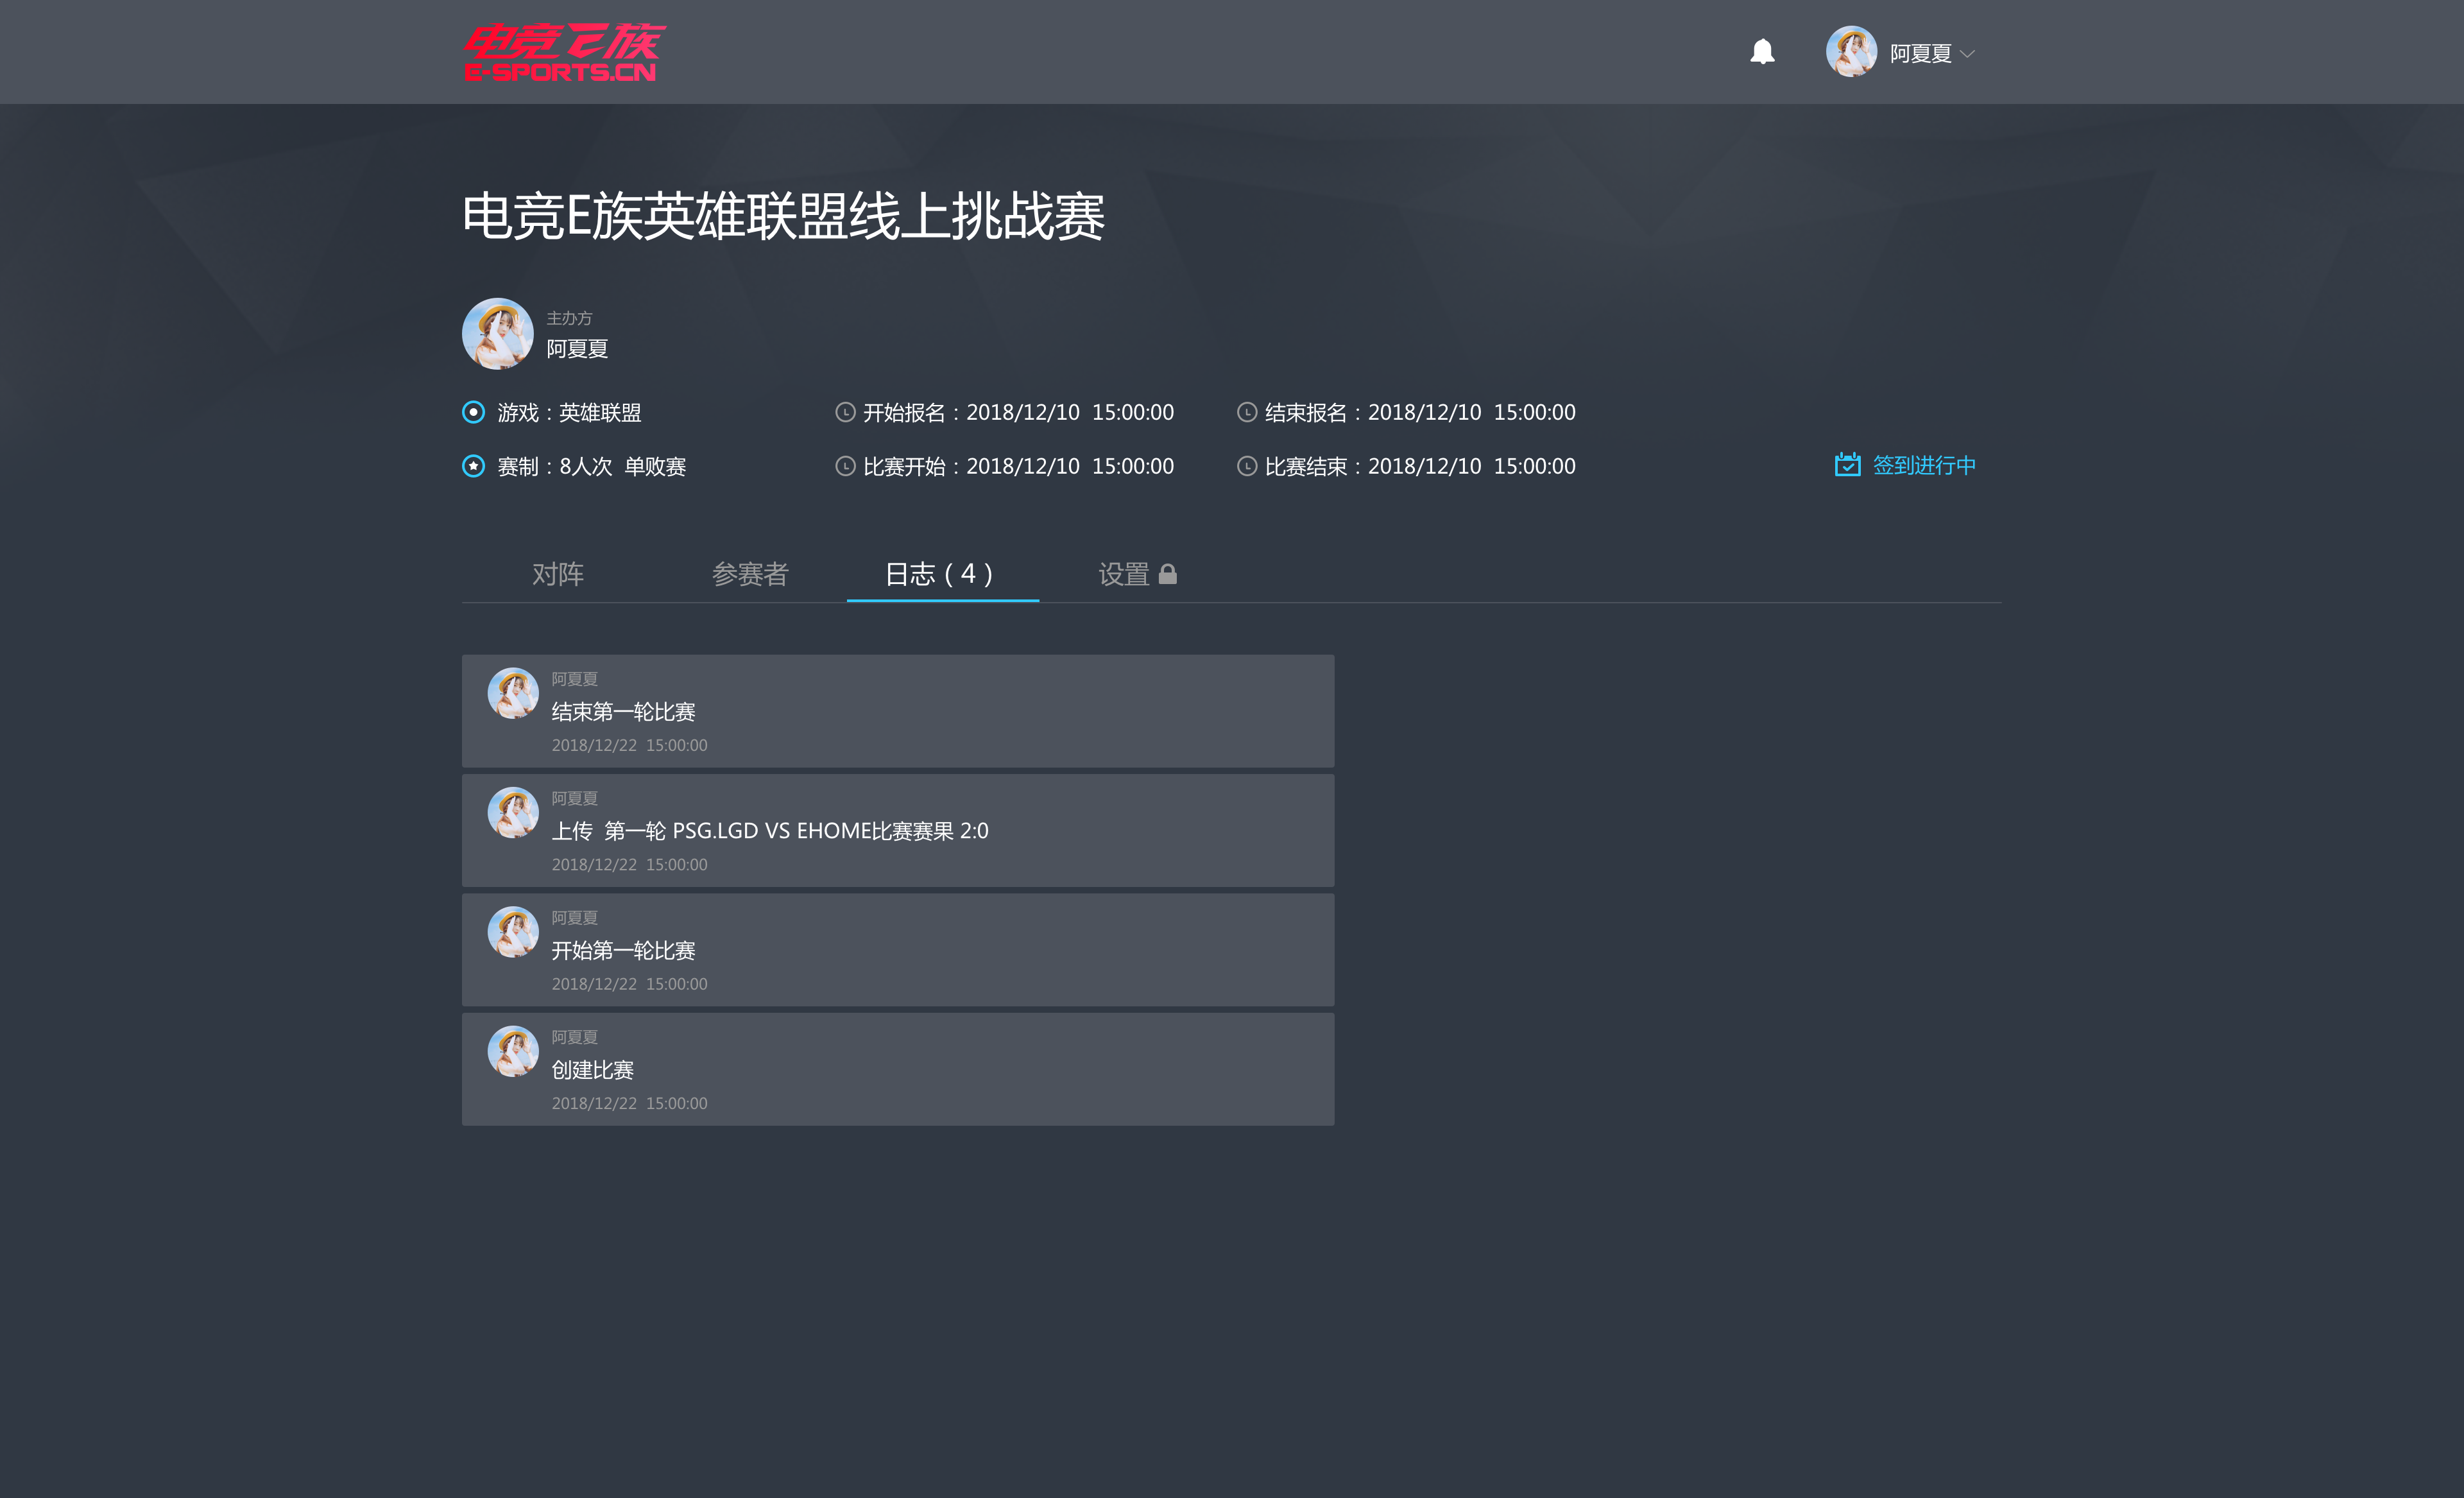 电竞E族
E-SPORTS.CN
阿夏夏
电竞E族英雄联盟线上挑战赛
主办方
阿夏夏
游戏：英雄联盟
开始报名：2018/12/10 15:00:00
结束报名：2018/12/10 15:00:00
赛制：8人次 单败赛
比赛开始：2018/12/10 15:00:00
比赛结束：2018/12/10 15:00:00
签到进行中
对阵
参赛者
日志（4）
设置
阿夏夏
结束第一轮比赛
2018/12/22 15:00:00
阿夏夏
上传 第一轮 PSG.LGD VS EHOME比赛赛果 2:0
2018/12/22 15:00:00
阿夏夏
开始第一轮比赛
2018/12/22 15:00:00
阿夏夏
创建比赛
2018/12/22 15:00:00